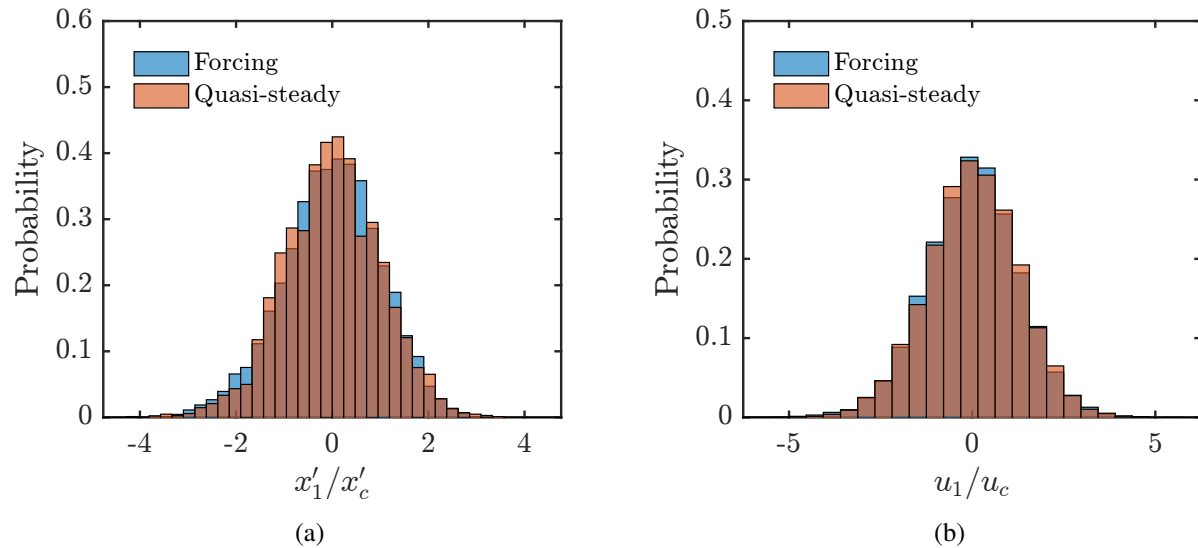 0.6
0.5
0.4
0.3
0.2
0.1
0
Probability
Forcing
Quasi-steady
-4 -2 0 2 4
x′₁/x′c
(a)
0.5
0.4
0.3
0.2
0.1
0
Probability
Forcing
Quasi-steady
-5 0 5
u₁/uc
(b)